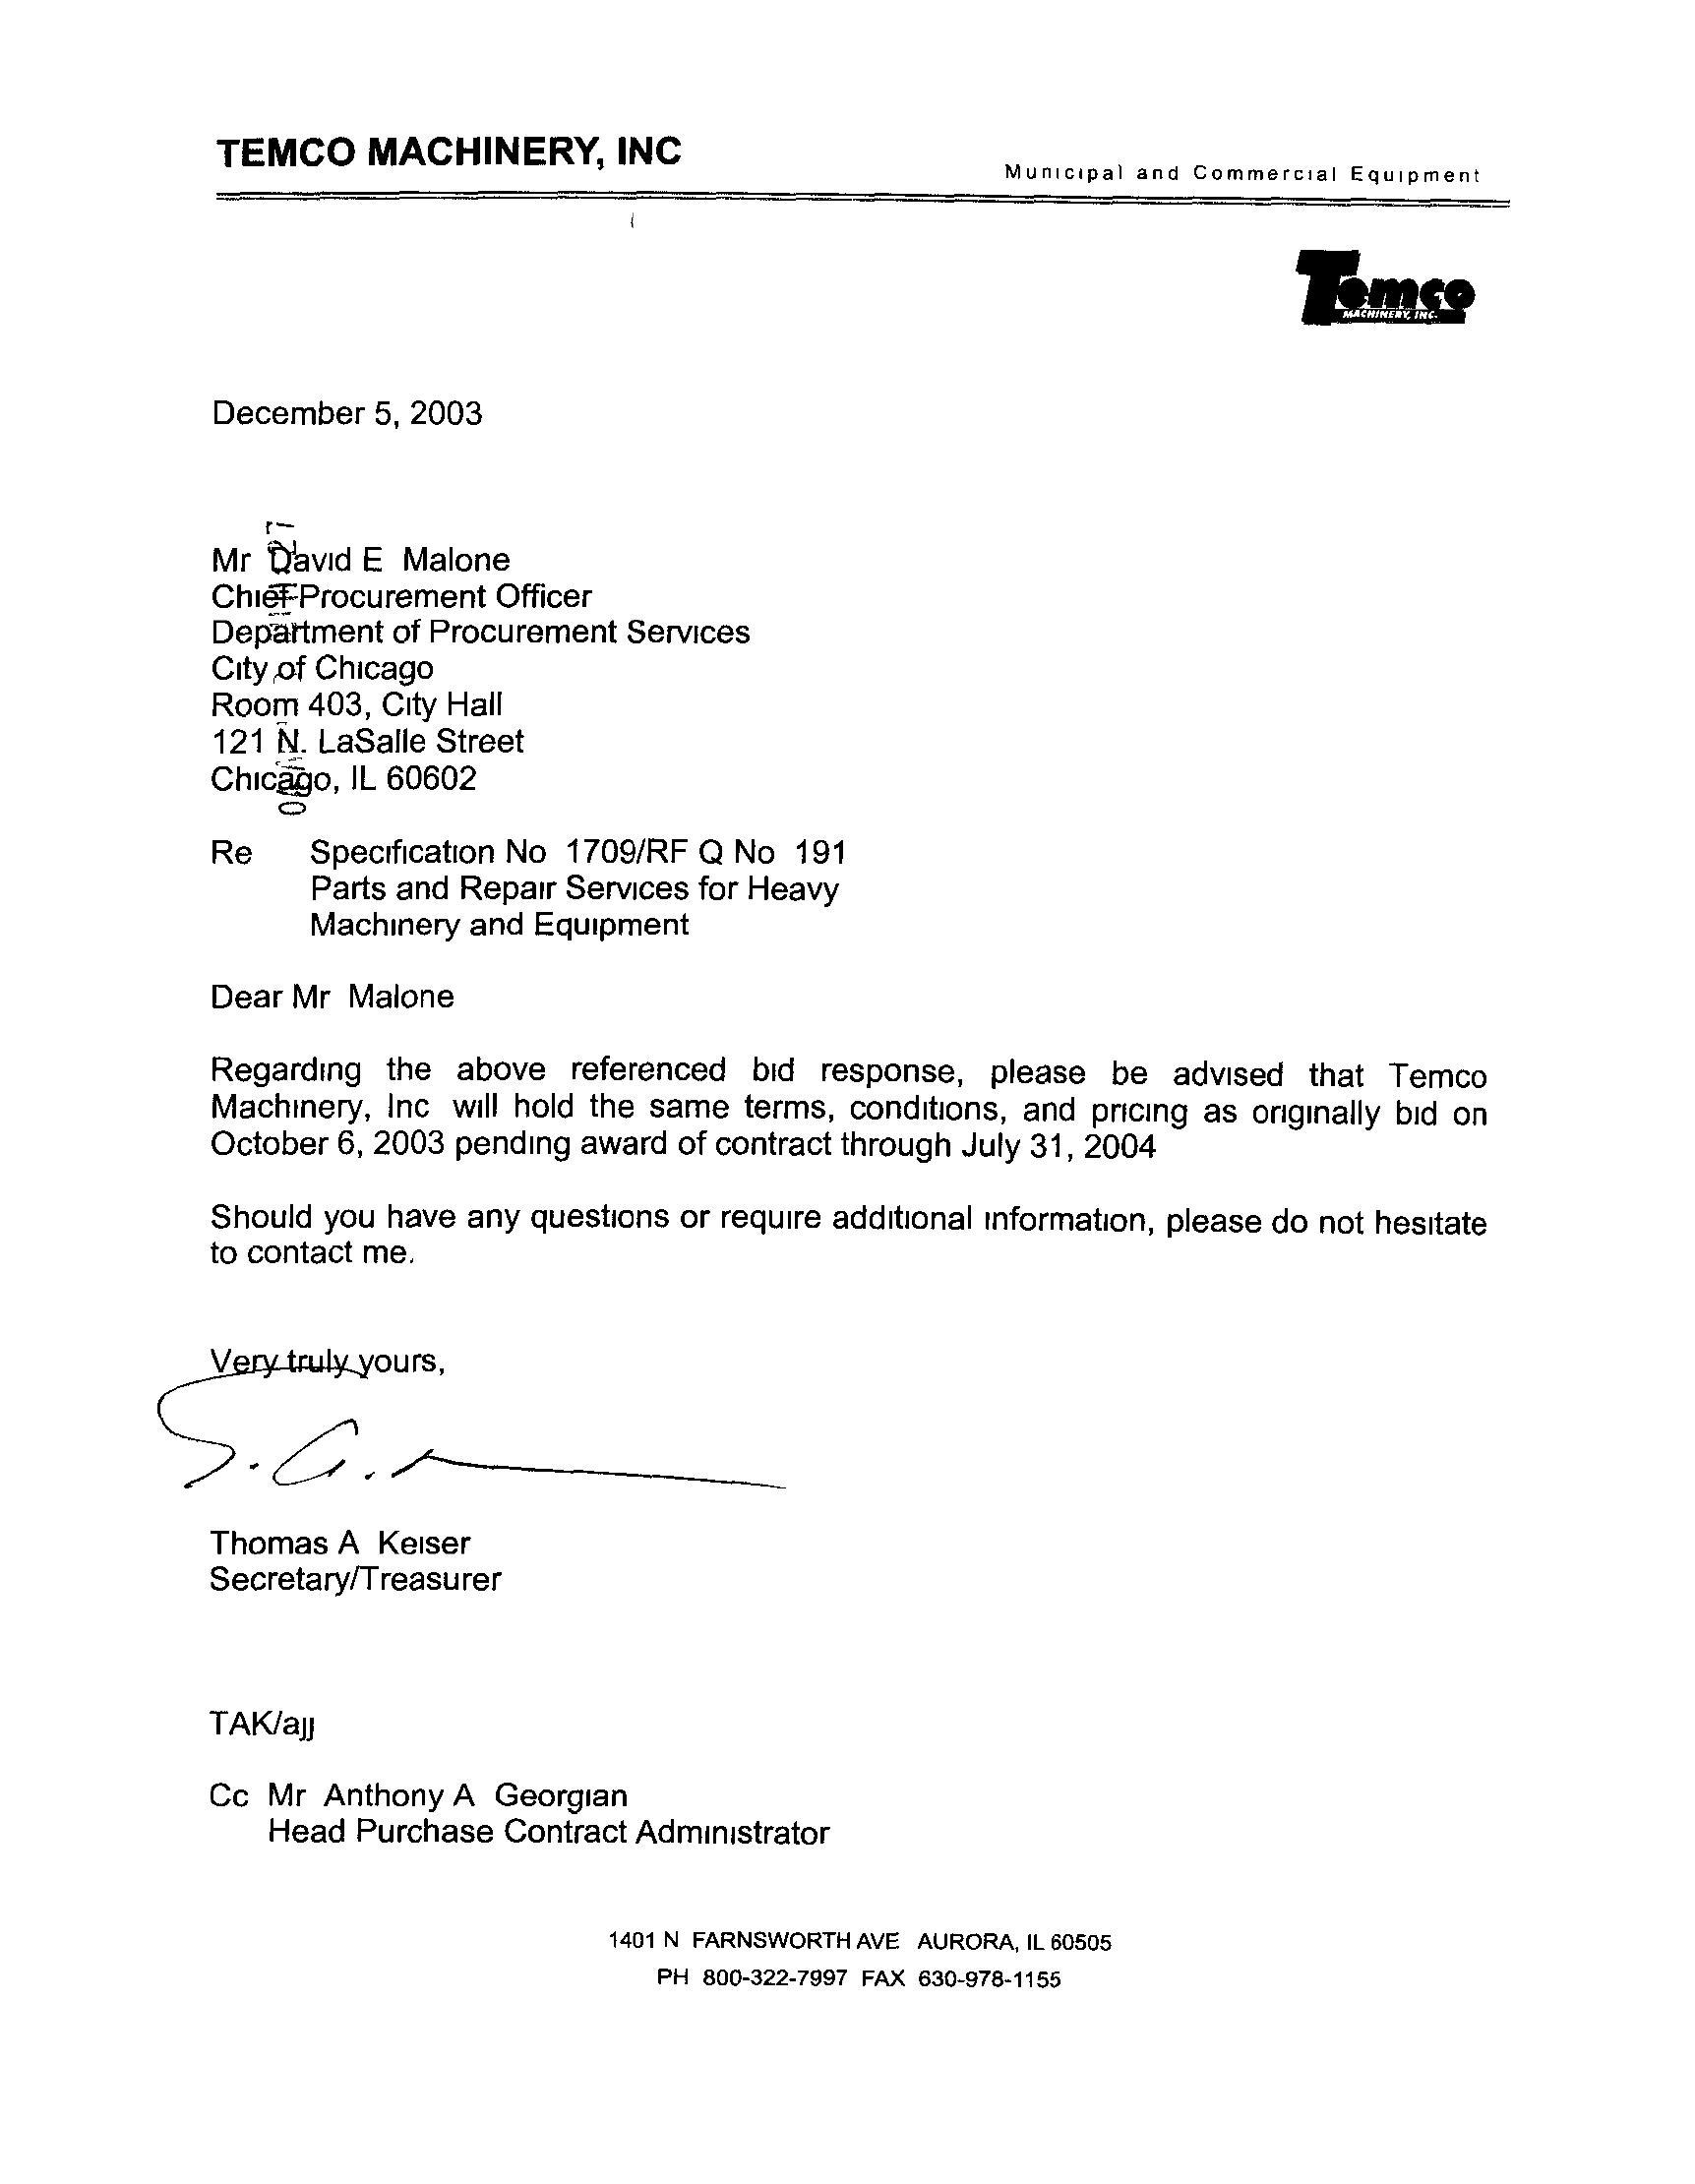 TEMCO MACHINERY, INC
Municipal and Commercial Equipment
Temco
MACHINERY, INC.
December 5, 2003
Mr David E Malone
Chief Procurement Officer
Department of Procurement Services
City of Chicago
Room 403, City Hall
121 N. LaSalle Street
Chicago, IL 60602
Re Specification No 1709/RF Q No 191
Parts and Repair Services for Heavy
Machinery and Equipment
Dear Mr Malone
Regarding the above referenced bid response, please be advised that Temco
Machinery, Inc will hold the same terms, conditions, and pricing as originally bid on
October 6, 2003 pending award of contract through July 31, 2004
Should you have any questions or require additional information, please do not hesitate
to contact me.
Very truly yours,
Thomas A Keiser
Secretary/Treasurer
TAK/ajj
Cc Mr Anthony A Georgian
Head Purchase Contract Administrator
1401 N FARNSWORTH AVE AURORA, IL 60505
PH 800-322-7997 FAX 630-978-1155